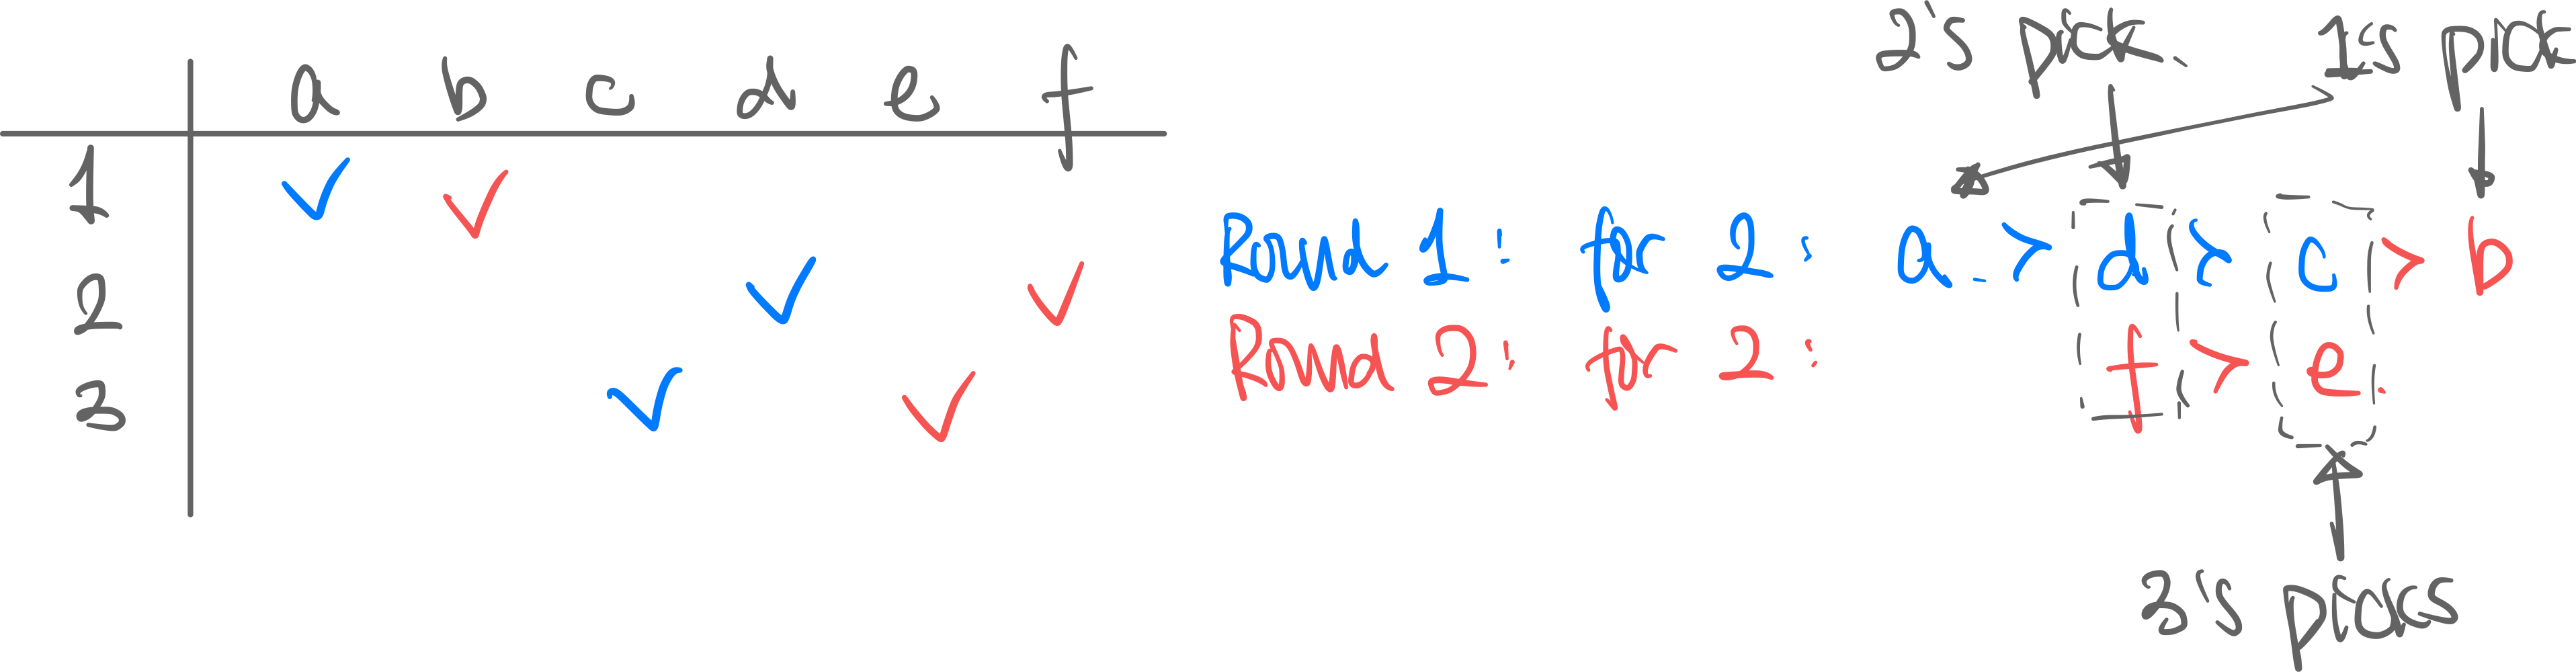 2's pick 1's pick
a b c d e f
1 ✓ ✓
2 ✓ ✓
3 ✓ ✓
Round 1: for 2: a > d > c > b
Round 2: for 2: f > e
3's picks